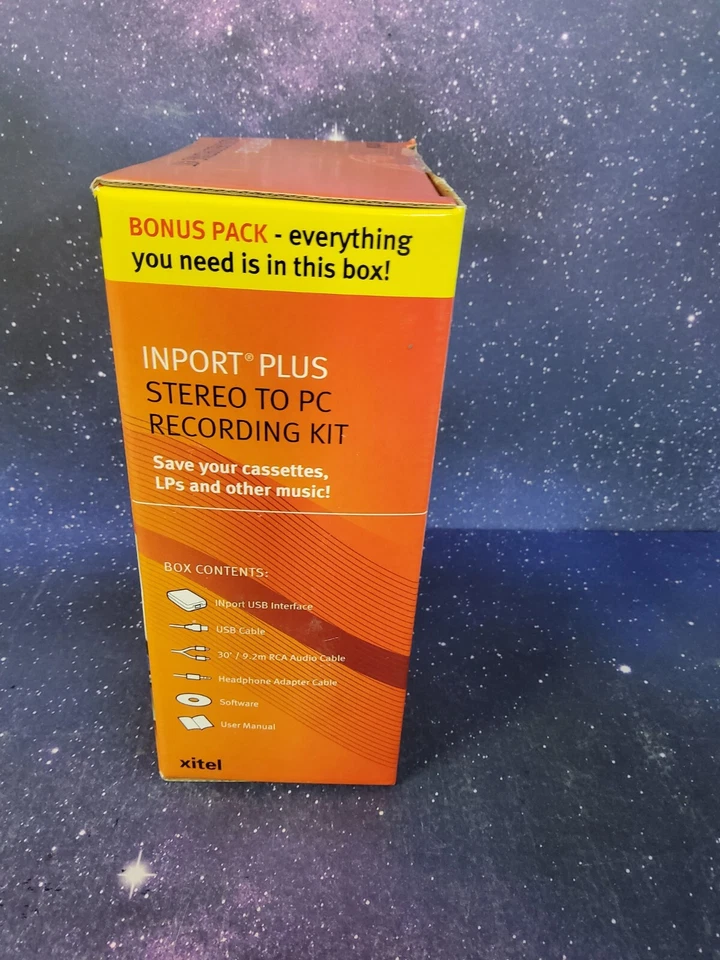 BONUS PACK - everything
you need is in this box!
INPORT® PLUS
STEREO TO PC
RECORDING KIT
Save your cassettes,
LPs and other music!
BOX CONTENTS:
INport USB Interface
USB Cable
30' / 9.2m RCA Audio Cable
Headphone Adapter Cable
Software
User Manual
xitel